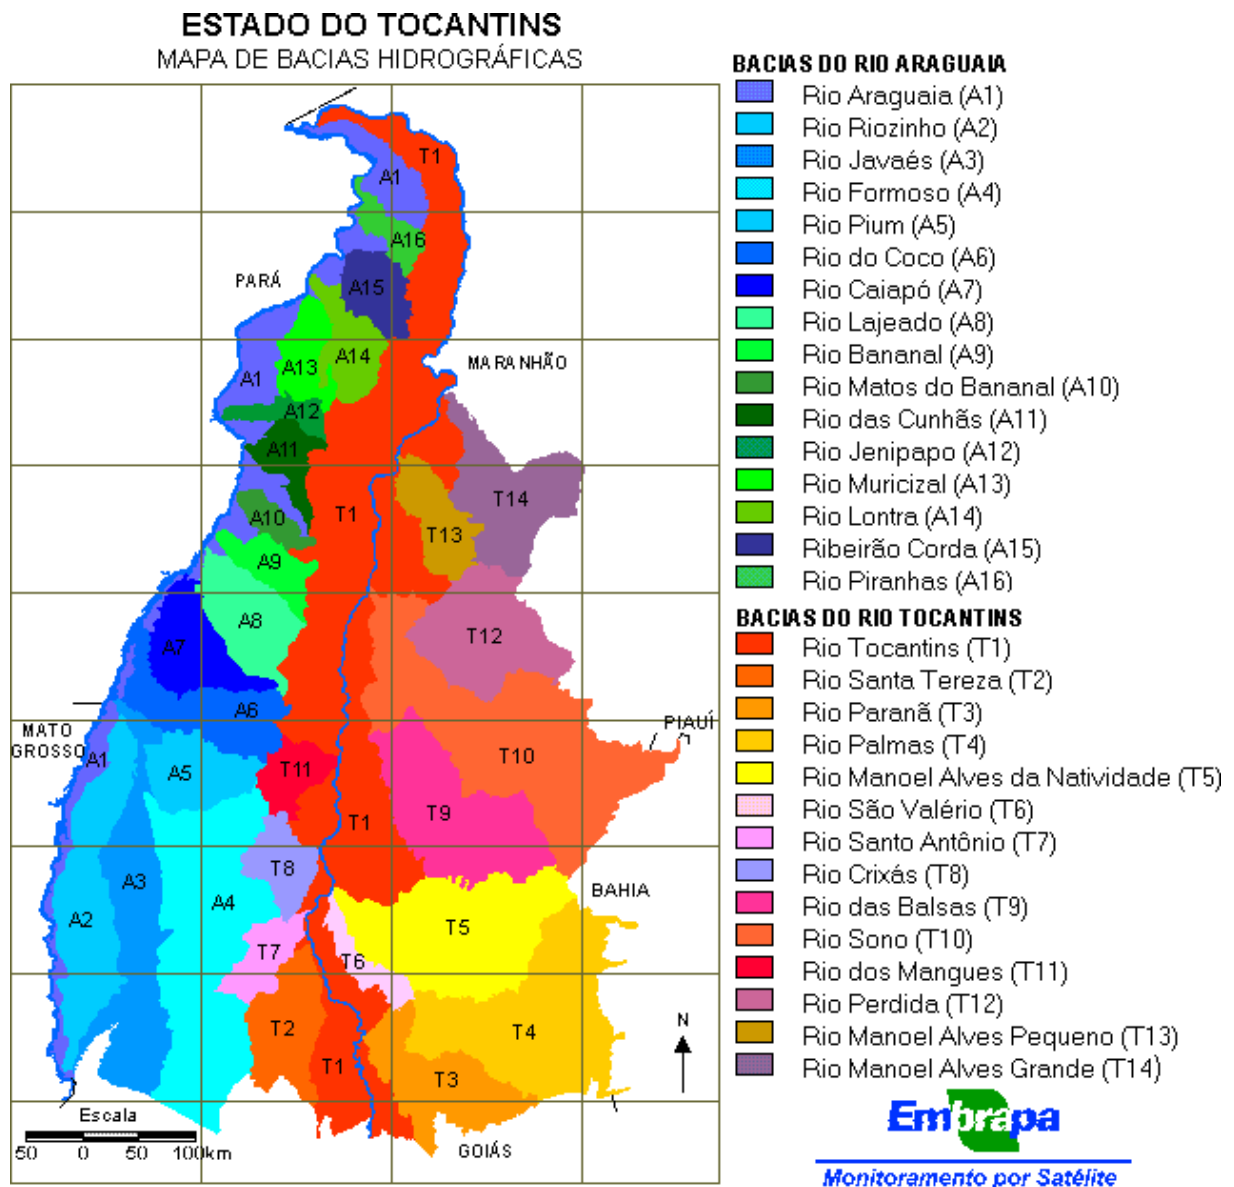 ESTADO DO TOCANTINS
MAPA DE BACIAS HIDROGRÁFICAS
BACIAS DO RIO ARAGUAIA
Rio Araguaia (A1)
Rio Riozinho (A2)
Rio Javaés (A3)
Rio Formoso (A4)
Rio Pium (A5)
Rio do Coco (A6)
Rio Caiapó (A7)
Rio Lajeado (A8)
Rio Bananal (A9)
Rio Matos do Bananal (A10)
Rio das Cunhãs (A11)
Rio Jenipapo (A12)
Rio Muricizal (A13)
Rio Lontra (A14)
Ribeirão Corda (A15)
Rio Piranhas (A16)
BACIAS DO RIO TOCANTINS
Rio Tocantins (T1)
Rio Santa Tereza (T2)
Rio Paranã (T3)
Rio Palmas (T4)
Rio Manoel Alves da Natividade (T5)
Rio São Valério (T6)
Rio Santo Antônio (T7)
Rio Crixás (T8)
Rio das Balsas (T9)
Rio Sono (T10)
Rio dos Mangues (T11)
Rio Perdida (T12)
Rio Manoel Alves Pequeno (T13)
Rio Manoel Alves Grande (T14)
T1
A1
A16
PARÁ
A15
A14
MARANHÃO
A13
A1
A12
A11
T14
A10
T1
T13
A9
A8
T12
A7
A6
MATO
GROSSO
PIAUÍ
A1
A5
T11
T10
T1
T9
T8
A3
BAHIA
A4
A2
T5
T7
T6
N
T2
T4
T1
T3
Escala
50 0 50 100km
GOIÁS
Embrapa
Monitoramento por Satélite